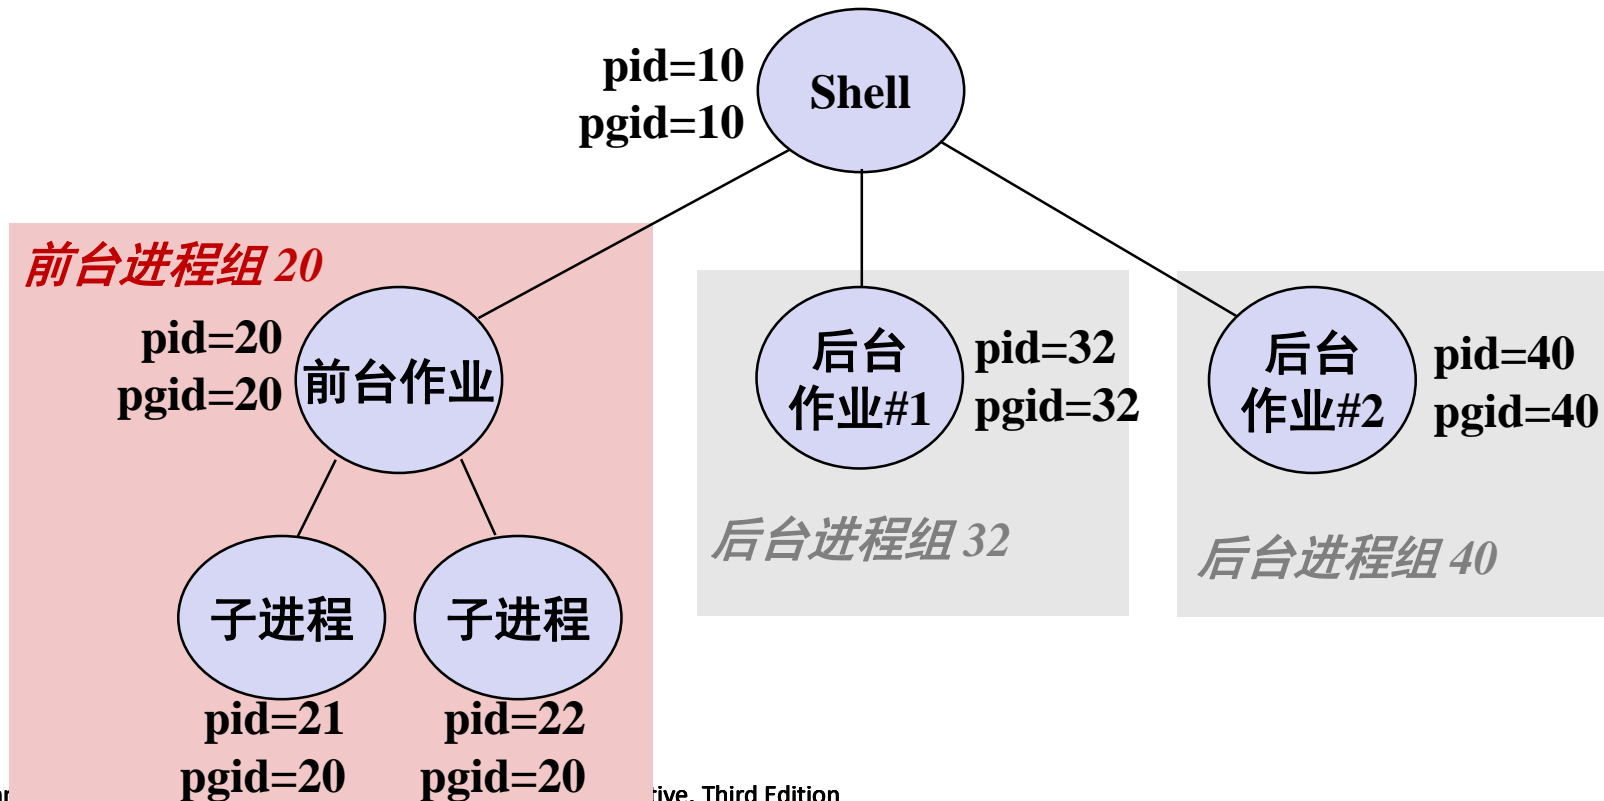 pid=10
pgid=10
Shell
前台进程组 20
pid=20
pgid=20
前台作业
后台
作业#1
pid=32
pgid=32
后台
作业#2
pid=40
pgid=40
后台进程组 32
后台进程组 40
子进程
子进程
pid=21
pgid=20
pid=22
pgid=20
Third Edition